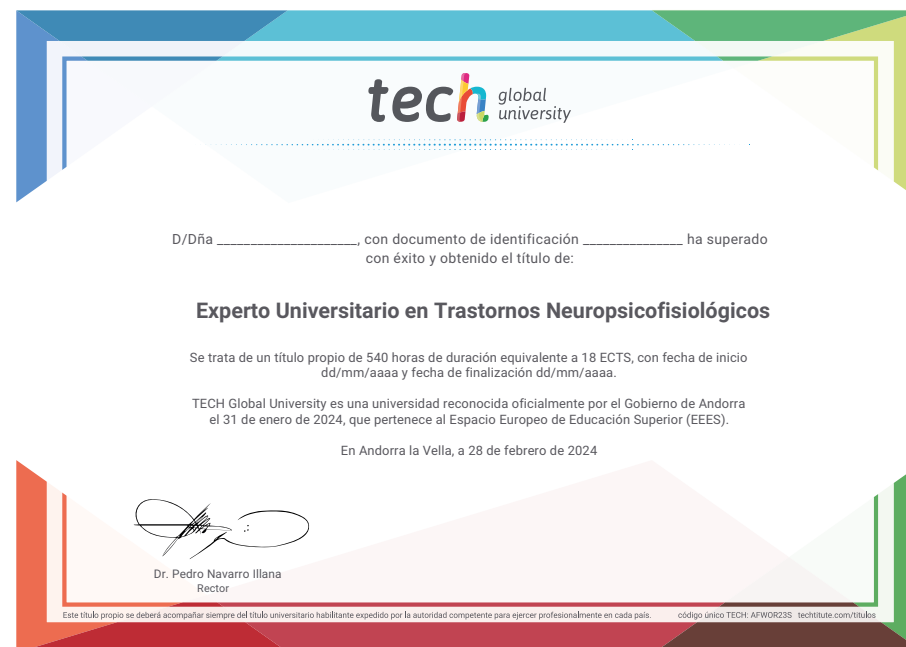 tech global
university
D/Dña _____________________, con documento de identificación _______________ ha superado
con éxito y obtenido el título de:
Experto Universitario en Trastornos Neuropsicofisiológicos
Se trata de un título propio de 540 horas de duración equivalente a 18 ECTS, con fecha de inicio
dd/mm/aaaa y fecha de finalización dd/mm/aaaa.
TECH Global University es una universidad reconocida oficialmente por el Gobierno de Andorra
el 31 de enero de 2024, que pertenece al Espacio Europeo de Educación Superior (EEES).
En Andorra la Vella, a 28 de febrero de 2024
Dr. Pedro Navarro Illana
Rector
Este título propio se deberá acompañar siempre del título universitario habilitante expedido por la autoridad competente para ejercer profesionalmente en cada país. código único TECH: AFWOR23S techtitute.com/titulos